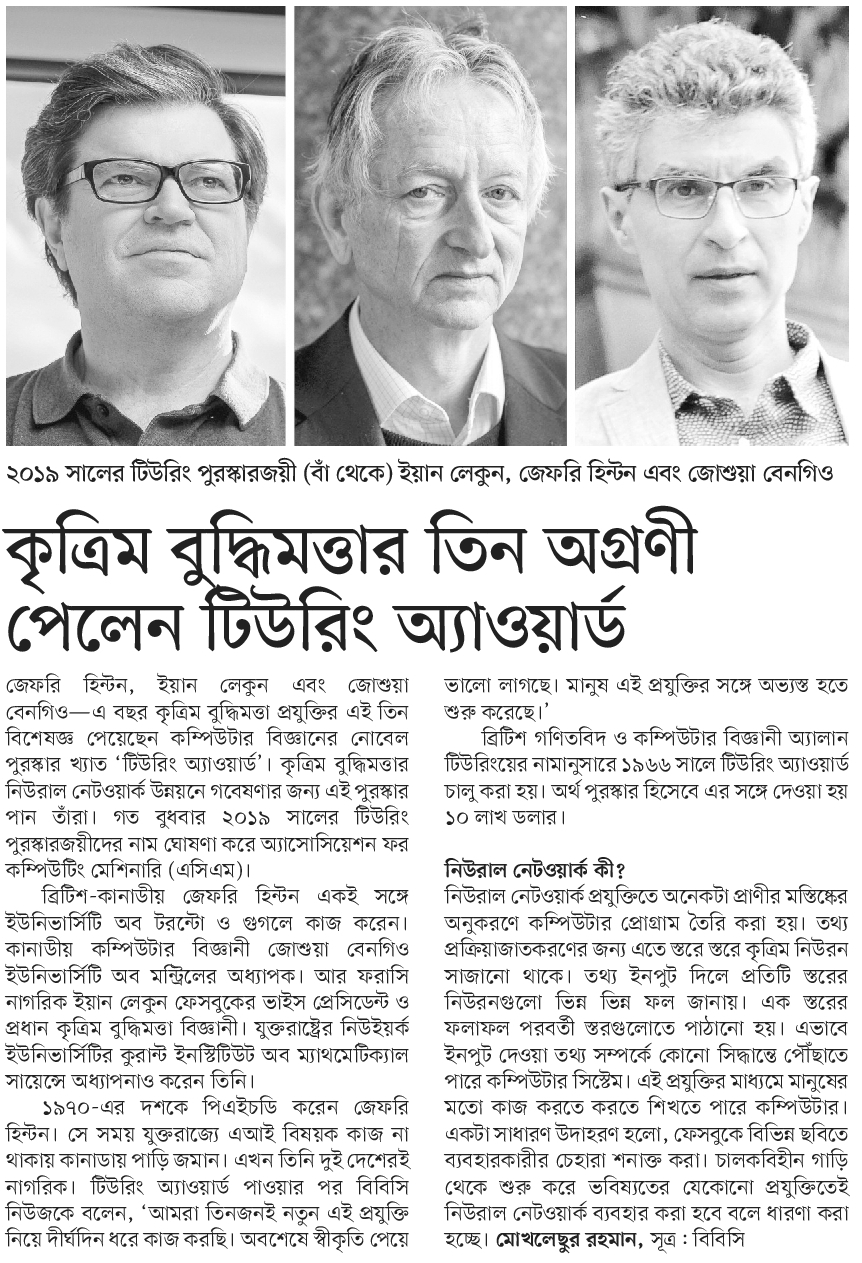 ২০১৯ সালের টিউরিং পুরস্কারজয়ী (বাঁ থেকে) ইয়ান লেকুন, জেফরি হিন্টন এবং জোশুয়া বেনগিও
কৃত্রিম বুদ্ধিমত্তার তিন অগ্রণী
পেলেন টিউরিং অ্যাওয়ার্ড
জেফরি হিন্টন, ইয়ান লেকুন এবং জোশুয়া
বেনগিও—এ বছর কৃত্রিম বুদ্ধিমত্তা প্রযুক্তির এই তিন
বিশেষজ্ঞ পেয়েছেন কম্পিউটার বিজ্ঞানের নোবেল
পুরস্কার খ্যাত ‘টিউরিং অ্যাওয়ার্ড’। কৃত্রিম বুদ্ধিমত্তার
নিউরাল নেটওয়ার্ক উন্নয়নে গবেষণার জন্য এই পুরস্কার
পান তাঁরা। গত বুধবার ২০১৯ সালের টিউরিং
পুরস্কারজয়ীদের নাম ঘোষণা করে অ্যাসোসিয়েশন ফর
কম্পিউটিং মেশিনারি (এসিএম)।
ব্রিটিশ-কানাডীয় জেফরি হিন্টন একই সঙ্গে
ইউনিভার্সিটি অব টরন্টো ও গুগলে কাজ করেন।
কানাডীয় কম্পিউটার বিজ্ঞানী জোশুয়া বেনগিও
ইউনিভার্সিটি অব মন্ট্রিলের অধ্যাপক। আর ফরাসি
নাগরিক ইয়ান লেকুন ফেসবুকের ভাইস প্রেসিডেন্ট ও
প্রধান কৃত্রিম বুদ্ধিমত্তা বিজ্ঞানী। যুক্তরাষ্ট্রের নিউইয়র্ক
ইউনিভার্সিটির কুরান্ট ইনস্টিটিউট অব ম্যাথমেটিক্যাল
সায়েন্সে অধ্যাপনাও করেন তিনি।
১৯৭০-এর দশকে পিএইচডি করেন জেফরি
হিন্টন। সে সময় যুক্তরাজ্যে এআই বিষয়ক কাজ না
থাকায় কানাডায় পাড়ি জমান। এখন তিনি দুই দেশেরই
নাগরিক। টিউরিং অ্যাওয়ার্ড পাওয়ার পর বিবিসি
নিউজকে বলেন, ‘আমরা তিনজনই নতুন এই প্রযুক্তি
নিয়ে দীর্ঘদিন ধরে কাজ করছি। অবশেষে স্বীকৃতি পেয়ে
ভালো লাগছে। মানুষ এই প্রযুক্তির সঙ্গে অভ্যস্ত হতে
শুরু করেছে।’
ব্রিটিশ গণিতবিদ ও কম্পিউটার বিজ্ঞানী অ্যালান
টিউরিংয়ের নামানুসারে ১৯৬৬ সালে টিউরিং অ্যাওয়ার্ড
চালু করা হয়। অর্থ পুরস্কার হিসেবে এর সঙ্গে দেওয়া হয়
১০ লাখ ডলার।
নিউরাল নেটওয়ার্ক কী?
নিউরাল নেটওয়ার্ক প্রযুক্তিতে অনেকটা প্রাণীর মস্তিষ্কের
অনুকরণে কম্পিউটার প্রোগ্রাম তৈরি করা হয়। তথ্য
প্রক্রিয়াজাতকরণের জন্য এতে স্তরে স্তরে কৃত্রিম নিউরন
সাজানো থাকে। তথ্য ইনপুট দিলে প্রতিটি স্তরের
নিউরনগুলো ভিন্ন ভিন্ন ফল জানায়। এক স্তরের
ফলাফল পরবর্তী স্তরগুলোতে পাঠানো হয়। এভাবে
ইনপুট দেওয়া তথ্য সম্পর্কে কোনো সিদ্ধান্তে পৌঁছাতে
পারে কম্পিউটার সিস্টেম। এই প্রযুক্তির মাধ্যমে মানুষের
মতো কাজ করতে করতে শিখতে পারে কম্পিউটার।
একটা সাধারণ উদাহরণ হলো, ফেসবুকে বিভিন্ন ছবিতে
ব্যবহারকারীর চেহারা শনাক্ত করা। চালকবিহীন গাড়ি
থেকে শুরু করে ভবিষ্যতের যেকোনো প্রযুক্তিতেই
নিউরাল নেটওয়ার্ক ব্যবহার করা হবে বলে ধারণা করা
হচ্ছে। মোখলেছুর রহমান, সূত্র : বিবিসি